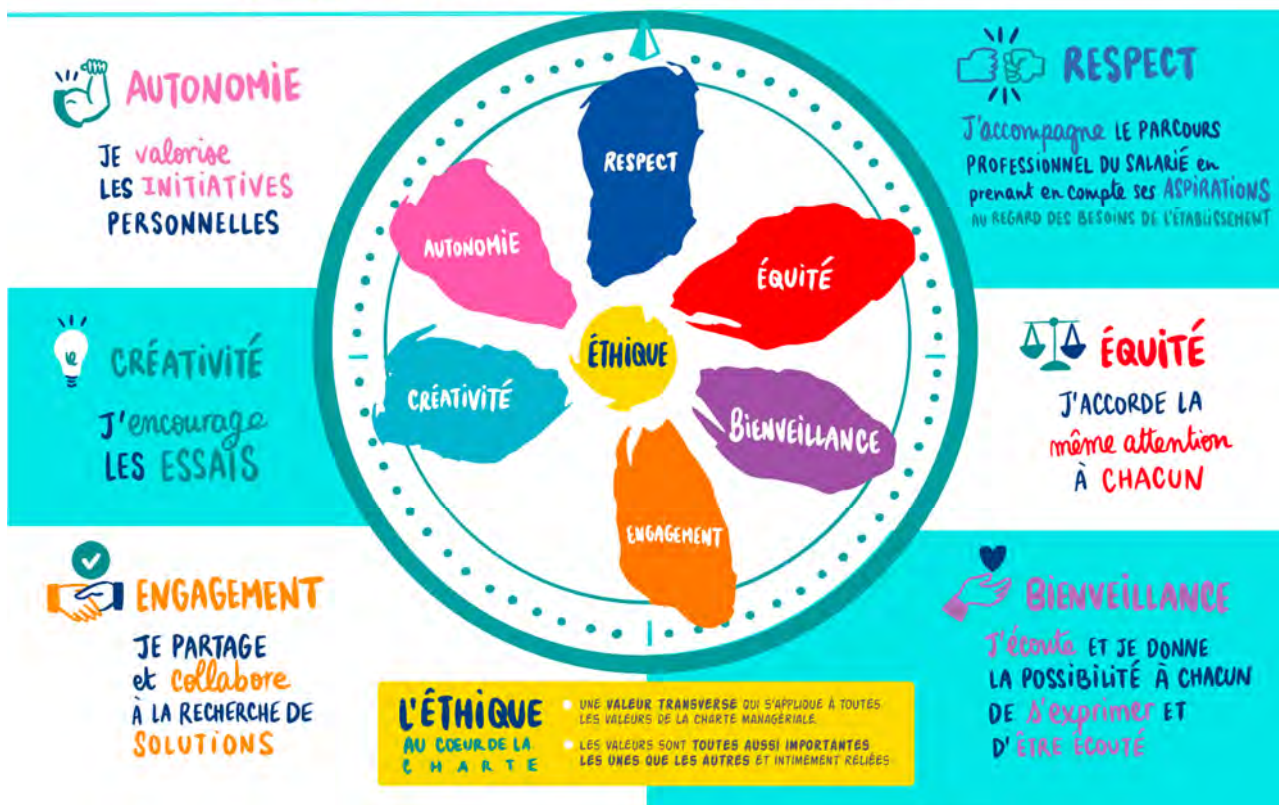 AUTONOMIE
JE valorise
LES INITIATIVES
PERSONNELLES
CRÉATIVITÉ
J'encourage
LES ESSAIS
ENGAGEMENT
JE PARTAGE
et collabore
À LA RECHERCHE DE
SOLUTIONS
RESPECT
AUTONOMIE
ÉQUITÉ
ÉTHIQUE
CRÉATIVITÉ
BIENVEILLANCE
ENGAGEMENT
L'ÉTHIQUE
AU COEUR DE LA
CHARTE
UNE VALEUR TRANSVERSE QUI S'APPLIQUE À TOUTES
LES VALEURS DE LA CHARTE MANAGÉRIALE.
LES VALEURS SONT TOUTES AUSSI IMPORTANTES
LES UNES QUE LES AUTRES ET INTIMEMENT RELIÉES.
RESPECT
J'accompagne LE PARCOURS
PROFESSIONNEL DU SALARIÉ en
prenant en compte ses ASPIRATIONS
AU REGARD DES BESOINS DE L'ÉTABLISSEMENT
ÉQUITÉ
J'ACCORDE LA
même attention
À CHACUN
BIENVEILLANCE
J'écoute ET JE DONNE
LA POSSIBILITÉ À CHACUN
DE s'exprimer ET
D'ÊTRE ÉCOUTÉ